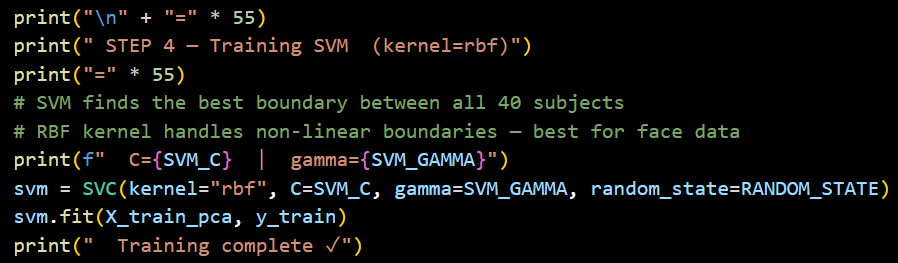 print("\n" + "=" * 55)
print(" STEP 4 — Training SVM  (kernel=rbf)")
print("=" * 55)
# SVM finds the best boundary between all 40 subjects
# RBF kernel handles non-linear boundaries — best for face data
print(f"  C={SVM_C}  |  gamma={SVM_GAMMA}")
svm = SVC(kernel="rbf", C=SVM_C, gamma=SVM_GAMMA, random_state=RANDOM_STATE)
svm.fit(X_train_pca, y_train)
print("  Training complete ✓")